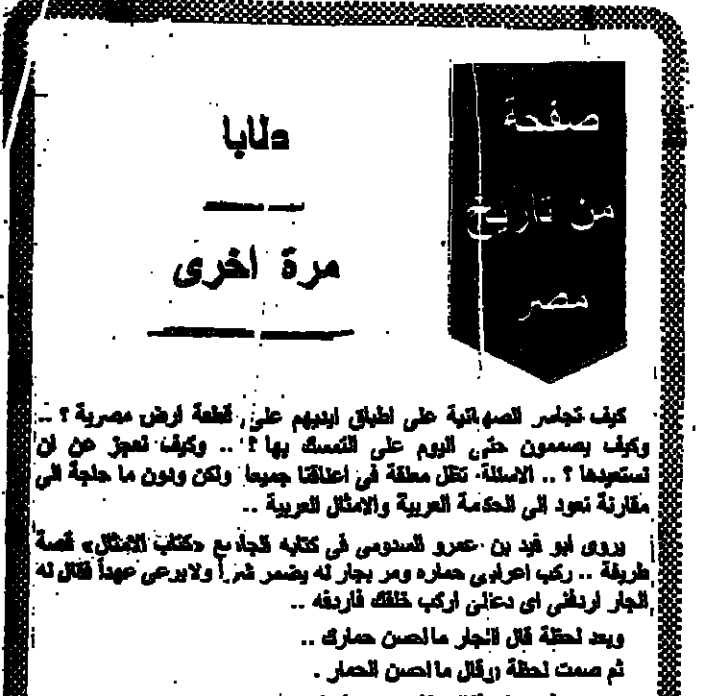 صفحة
من تاريخ
مصر
طابا
مرة اخرى
كيف تجاسر الصهاينة على اطباق ايديهم على قطعة ارض مصرية ؟ ..
وكيف يصممون حتى اليوم على التمسك بها ؟ .. وكيف نعجز عن ان
نستعيدها ؟ .. الاسئلة تظل معلقة فى اعناقنا جميعا ولكن ودون ما حاجة الى
مقارنة نعود الى الحكمة العربية والامثال العربية ..
يروى ابو فيد بن عمرو السدوسى فى كتابه الجامع «كتاب الامثال» قصة
طريفة .. ركب اعرابى حماره ومر بجار له يضمر شرا ولايرعى عهدا فقال له
الجار اردفنى اى دعنى اركب خلفك فاردفه ..
وبعد لحظة قال الجار مااحسن حمارك ..
ثم صمت لحظة وقال ما احسن الحمار .